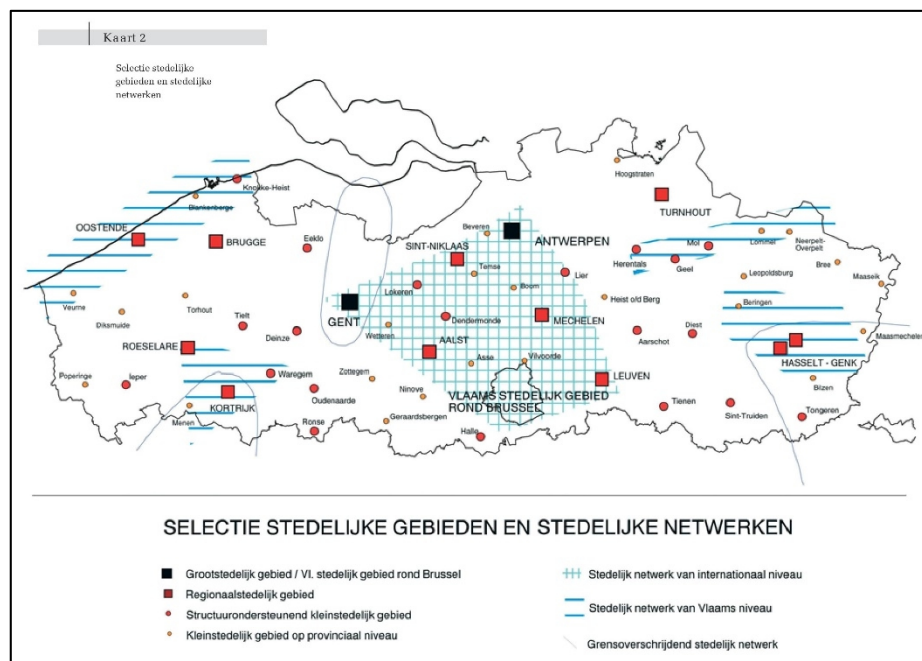 Kaart 2
Selectie stedelijke
gebieden en stedelijke
netwerken
Hoogstraten
Knokke-Heist
Blankenberge
TURNHOUT
OOSTENDE
BRUGGE
Eeklo
Beveren
ANTWERPEN
SINT-NIKLAAS
Mol
Lommel
Neerpelt-
Overpelt
Herentals
Geel
Bree
Temse
Lier
Leopoldsburg
Maaseik
Veurne
Torhout
Lokeren
Boom
Heist o/d Berg
Beringen
Diksmuide
Tielt
GENT
Dendermonde
MECHELEN
Deinze
Wetteren
Aarschot
Diest
Maasmechelen
ROESELARE
AALST
HASSELT - GENK
Zottegem
Asse
Vilvoorde
Poperinge
Ieper
Waregem
LEUVEN
Bilzen
KORTRIJK
Oudenaarde
Ninove
VLAAMS STEDELIJK GEBIED
ROND BRUSSEL
Menen
Geraardsbergen
Tienen
Sint-Truiden
Tongeren
Ronse
Halle
SELECTIE STEDELIJKE GEBIEDEN EN STEDELIJKE NETWERKEN
Grootstedelijk gebied / Vl. stedelijk gebied rond Brussel
Regionaalstedelijk gebied
Structuurondersteunend kleinstedelijk gebied
Kleinstedelijk gebied op provinciaal niveau
Stedelijk netwerk van internationaal niveau
Stedelijk netwerk van Vlaams niveau
Grensoverschrijdend stedelijk netwerk